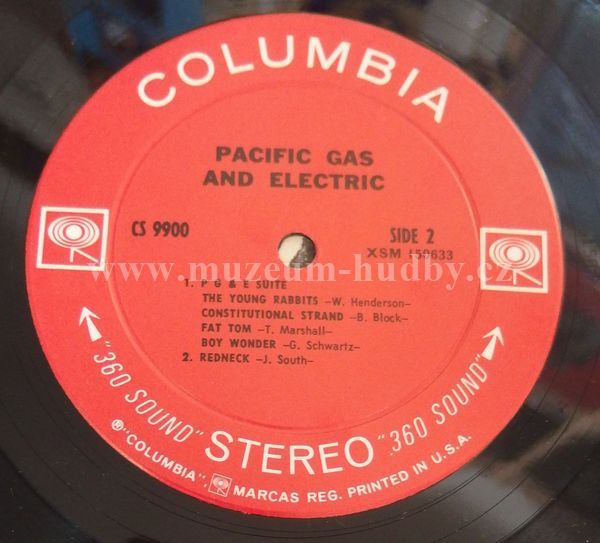 COLUMBIA
PACIFIC GAS
AND ELECTRIC
CS 9900
SIDE 2
XSM 150633
www.muzeum-hudby.cz
1. P G & E SUITE
THE YOUNG RABBITS –W. Henderson–
CONSTITUTIONAL STRAND –B. Block–
FAT TOM –T. Marshall–
BOY WONDER –G. Schwartz–
2. REDNECK –J. South–
"360 SOUND" STEREO "360 SOUND"
® "COLUMBIA", MARCAS REG. PRINTED IN U.S.A.